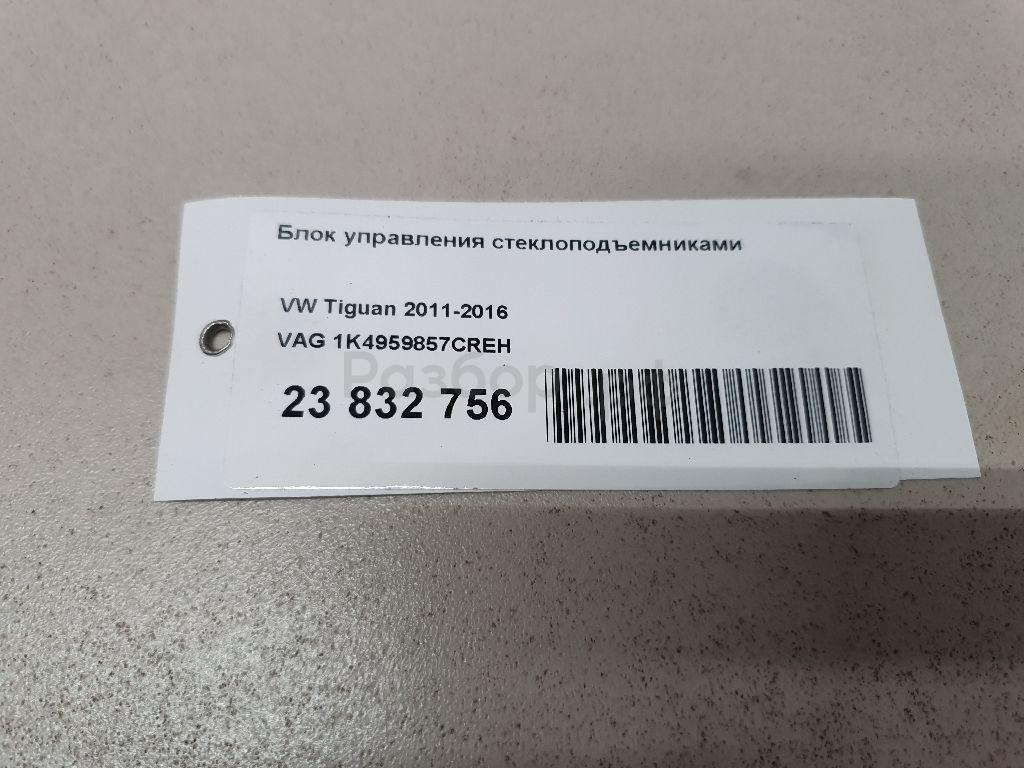 Блок управления стеклоподъемниками
VW Tiguan 2011-2016
VAG 1K4959857CREH
23 832 756